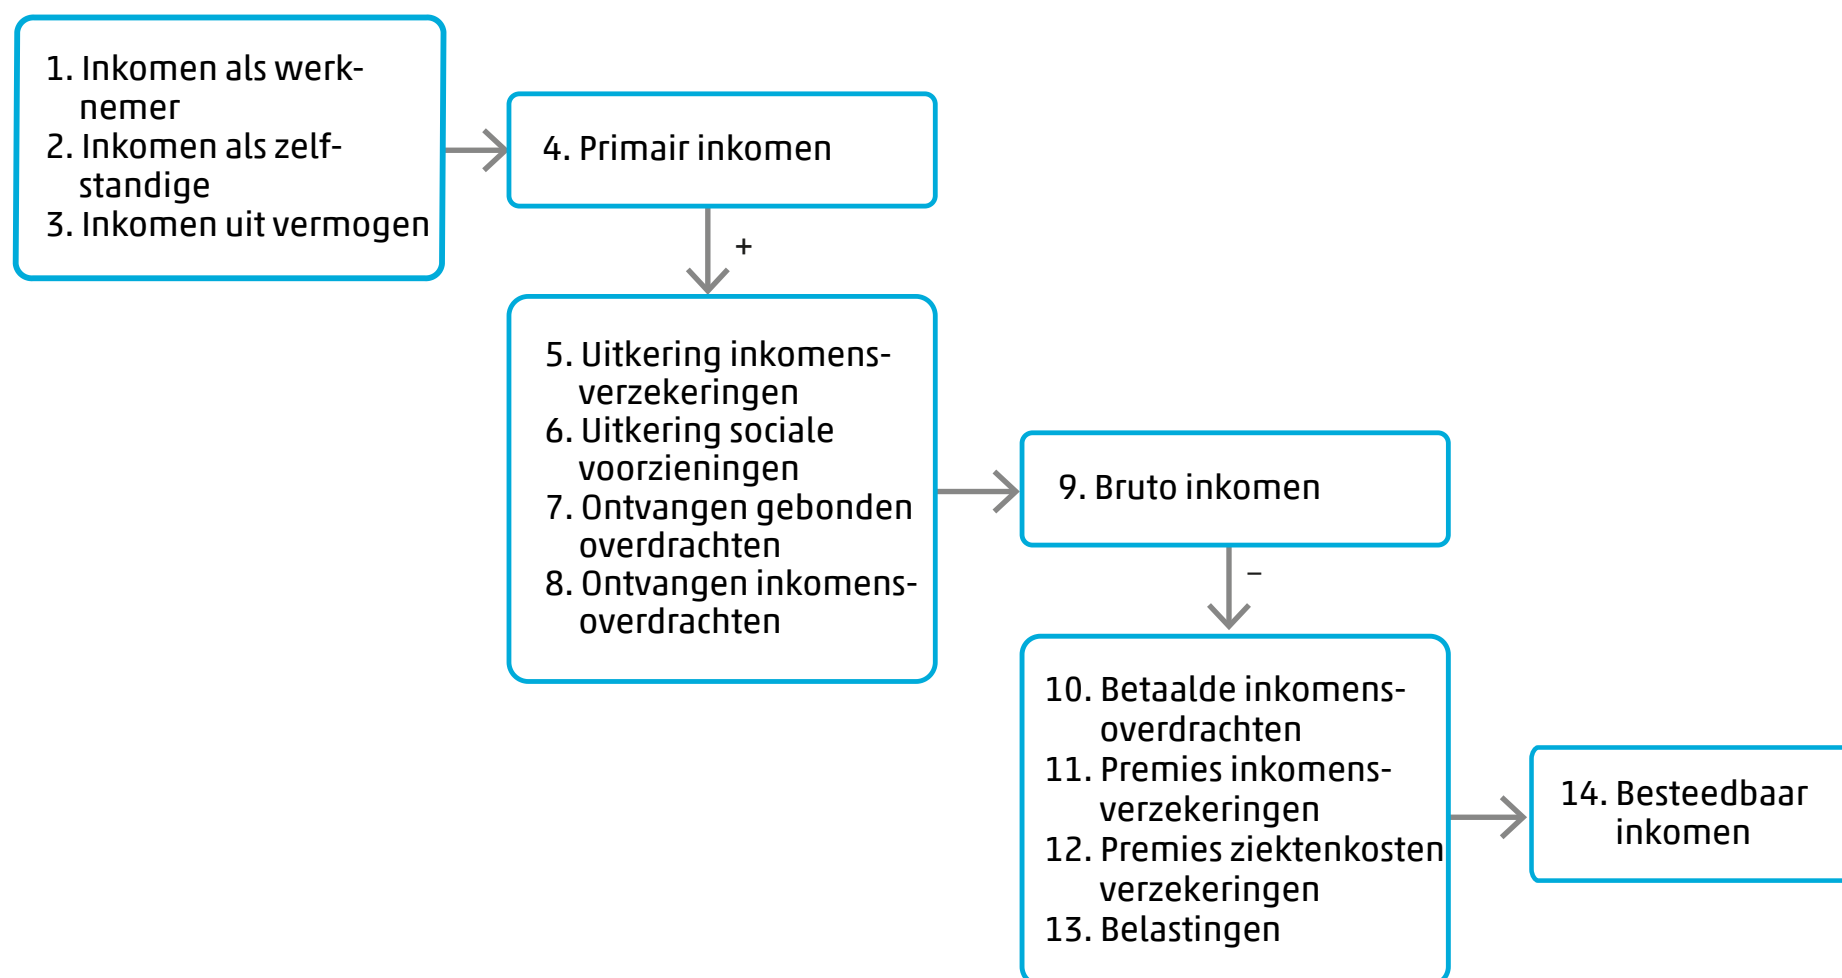 1. Inkomen als werk-
nemer
2. Inkomen als zelf-
standige
3. Inkomen uit vermogen
4. Primair inkomen
+
5. Uitkering inkomens-
verzekeringen
6. Uitkering sociale
voorzieningen
7. Ontvangen gebonden
overdrachten
8. Ontvangen inkomens-
overdrachten
9. Bruto inkomen
–
10. Betaalde inkomens-
overdrachten
11. Premies inkomens-
verzekeringen
12. Premies ziektenkosten
verzekeringen
13. Belastingen
14. Besteedbaar
inkomen